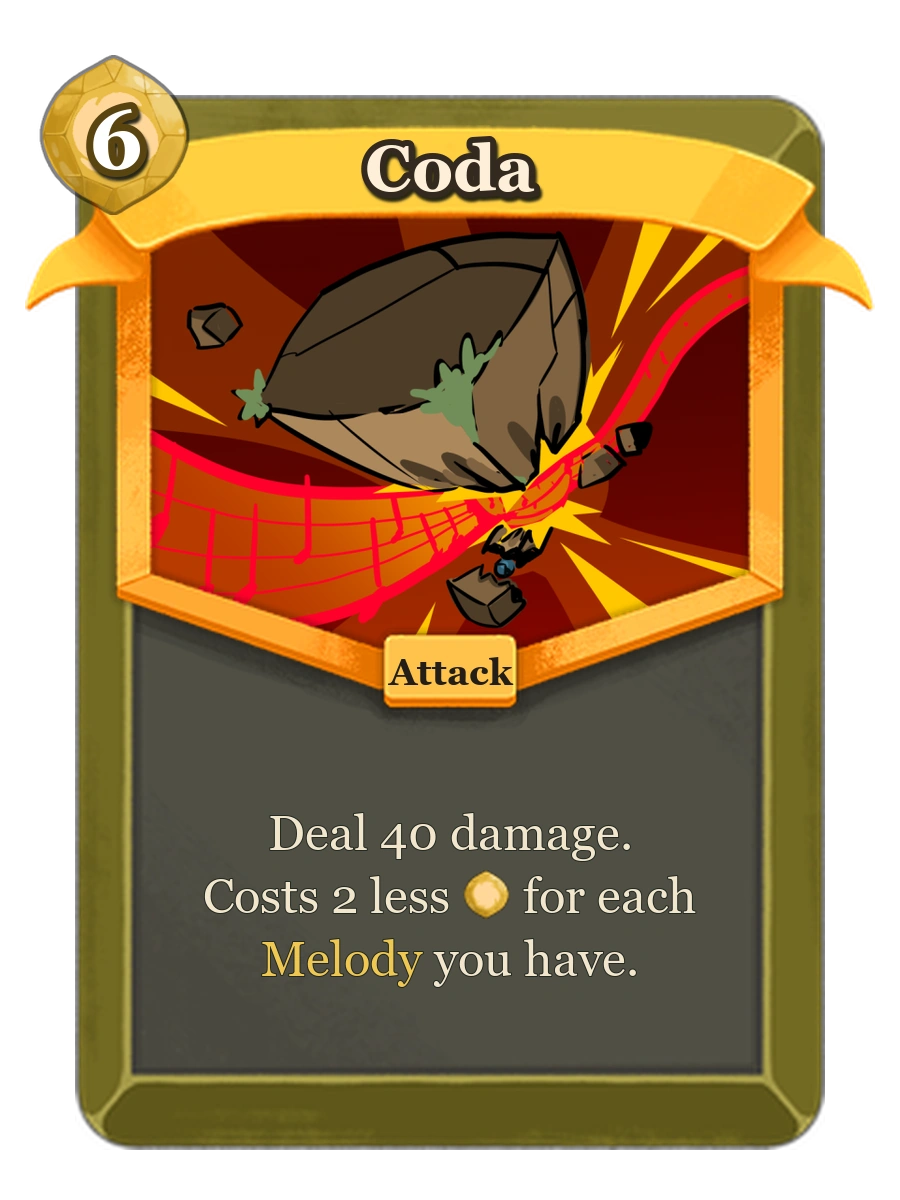 6
Coda
Attack
Deal 40 damage.
Costs 2 less for each
Melody you have.